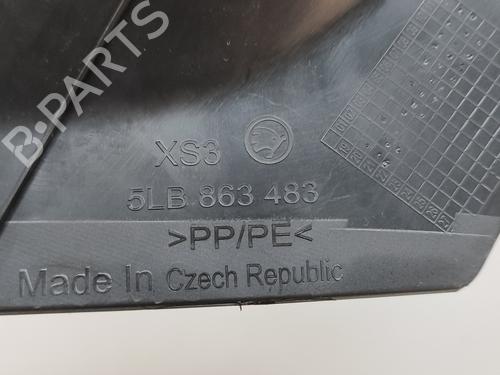 B-PARTS
XS3
5LB 863 483
>PP/PE<
Made In Czech Republic